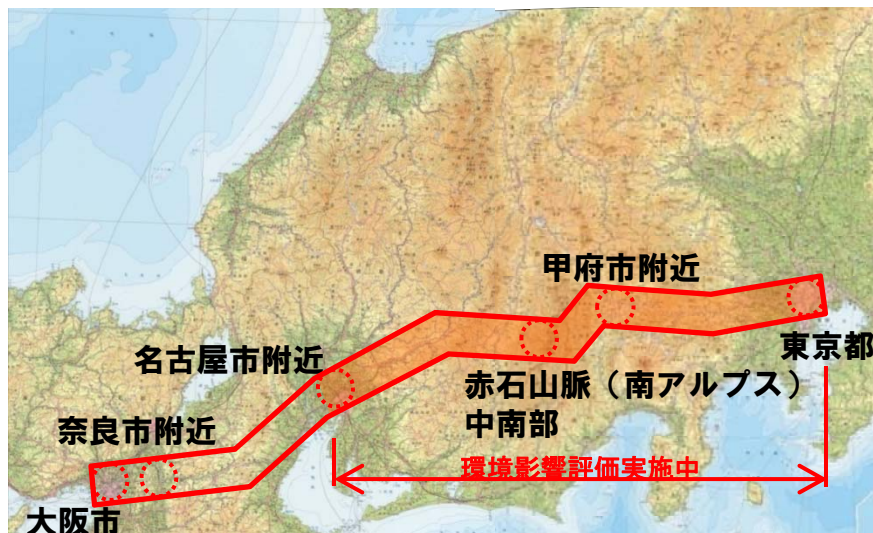 甲府市附近
東京都
名古屋市附近
赤石山脈（南アルプス）
中南部
奈良市附近
環境影響評価実施中
大阪市